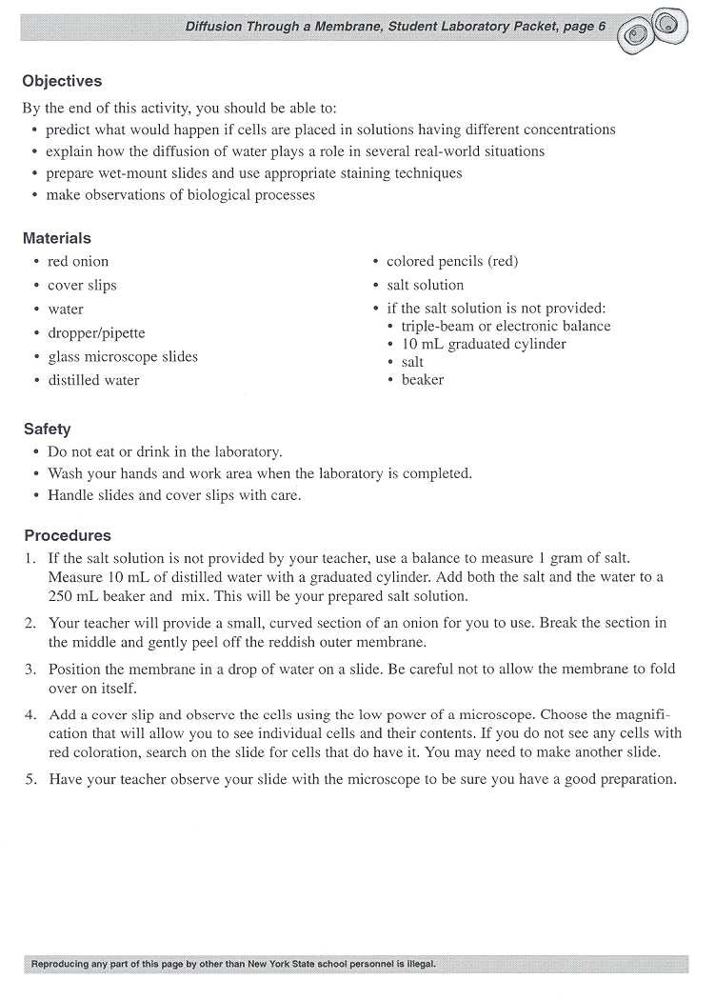 Diffusion Through a Membrane, Student Laboratory Packet, page 6
Objectives
By the end of this activity, you should be able to:
• predict what would happen if cells are placed in solutions having different concentrations
• explain how the diffusion of water plays a role in several real-world situations
• prepare wet-mount slides and use appropriate staining techniques
• make observations of biological processes
Materials
• red onion
• cover slips
• water
• dropper/pipette
• glass microscope slides
• distilled water
• colored pencils (red)
• salt solution
• if the salt solution is not provided:
• triple-beam or electronic balance
• 10 mL graduated cylinder
• salt
• beaker
Safety
• Do not eat or drink in the laboratory.
• Wash your hands and work area when the laboratory is completed.
• Handle slides and cover slips with care.
Procedures
1. If the salt solution is not provided by your teacher, use a balance to measure 1 gram of salt.
Measure 10 mL of distilled water with a graduated cylinder. Add both the salt and the water to a
250 mL beaker and mix. This will be your prepared salt solution.
2. Your teacher will provide a small, curved section of an onion for you to use. Break the section in
the middle and gently peel off the reddish outer membrane.
3. Position the membrane in a drop of water on a slide. Be careful not to allow the membrane to fold
over on itself.
4. Add a cover slip and observe the cells using the low power of a microscope. Choose the magnifi-
cation that will allow you to see individual cells and their contents. If you do not see any cells with
red coloration, search on the slide for cells that do have it. You may need to make another slide.
5. Have your teacher observe your slide with the microscope to be sure you have a good preparation.
Reproducing any part of this page by other than New York State school personnel is illegal.